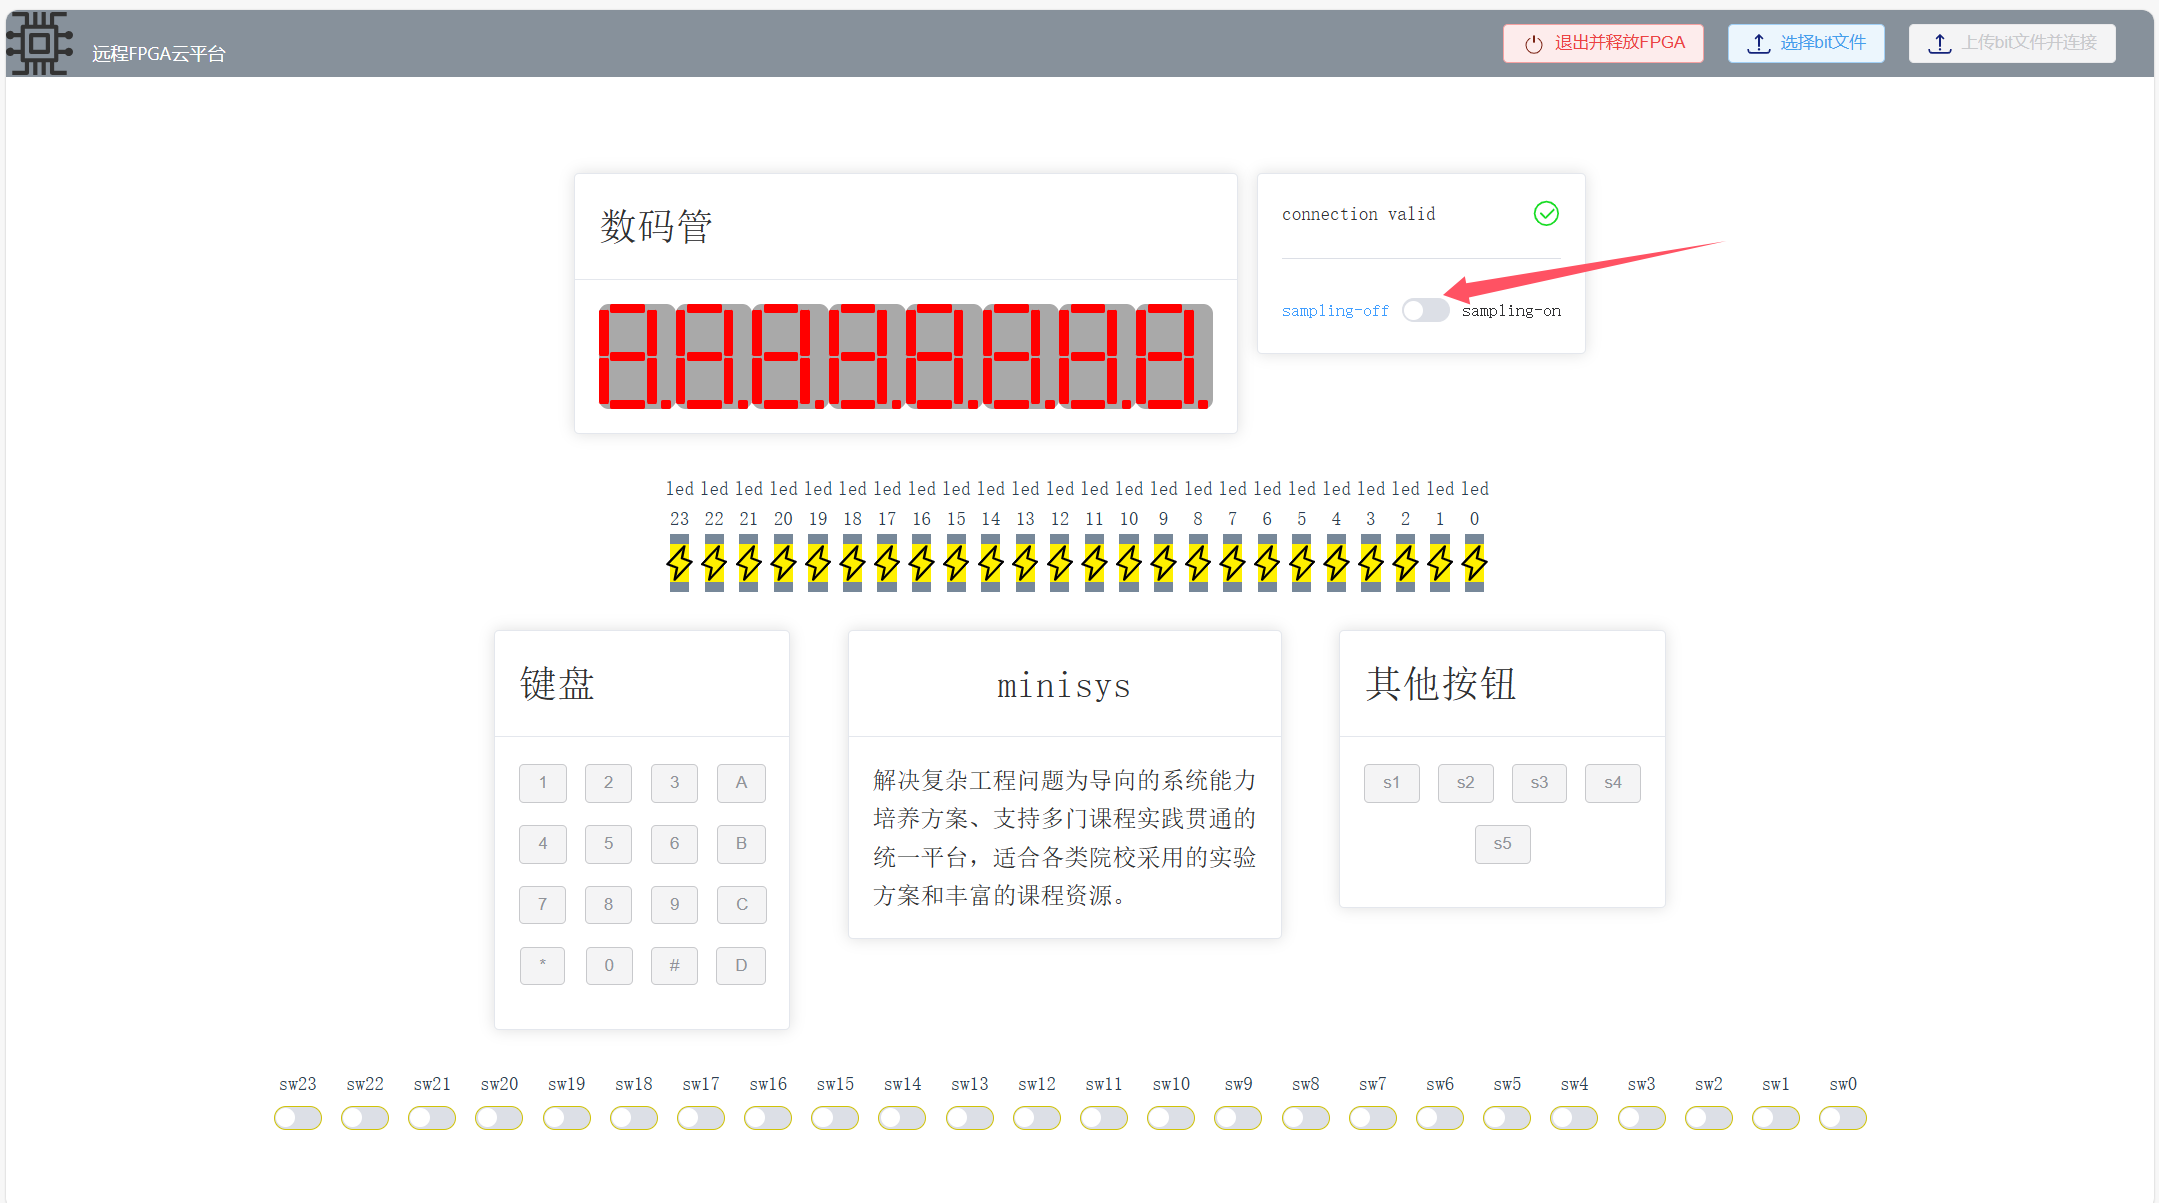 远程FPGA云平台
退出并释放FPGA
选择bit文件
上传bit文件并连接
数码管
connection valid
sampling-off
sampling-on
8.8.8.8.8.8.8.8.
led led led led led led led led led led led led led led led led led led led led led led led led
23 22 21 20 19 18 17 16 15 14 13 12 11 10 9 8 7 6 5 4 3 2 1 0
键盘
1 2 3 A
4 5 6 B
7 8 9 C
* 0 # D
minisys
解决复杂工程问题为导向的系统能力
培养方案、支持多门课程实践贯通的
统一平台，适合各类院校采用的实验
方案和丰富的课程资源。
其他按钮
s1 s2 s3 s4
s5
sw23 sw22 sw21 sw20 sw19 sw18 sw17 sw16 sw15 sw14 sw13 sw12 sw11 sw10 sw9 sw8 sw7 sw6 sw5 sw4 sw3 sw2 sw1 sw0